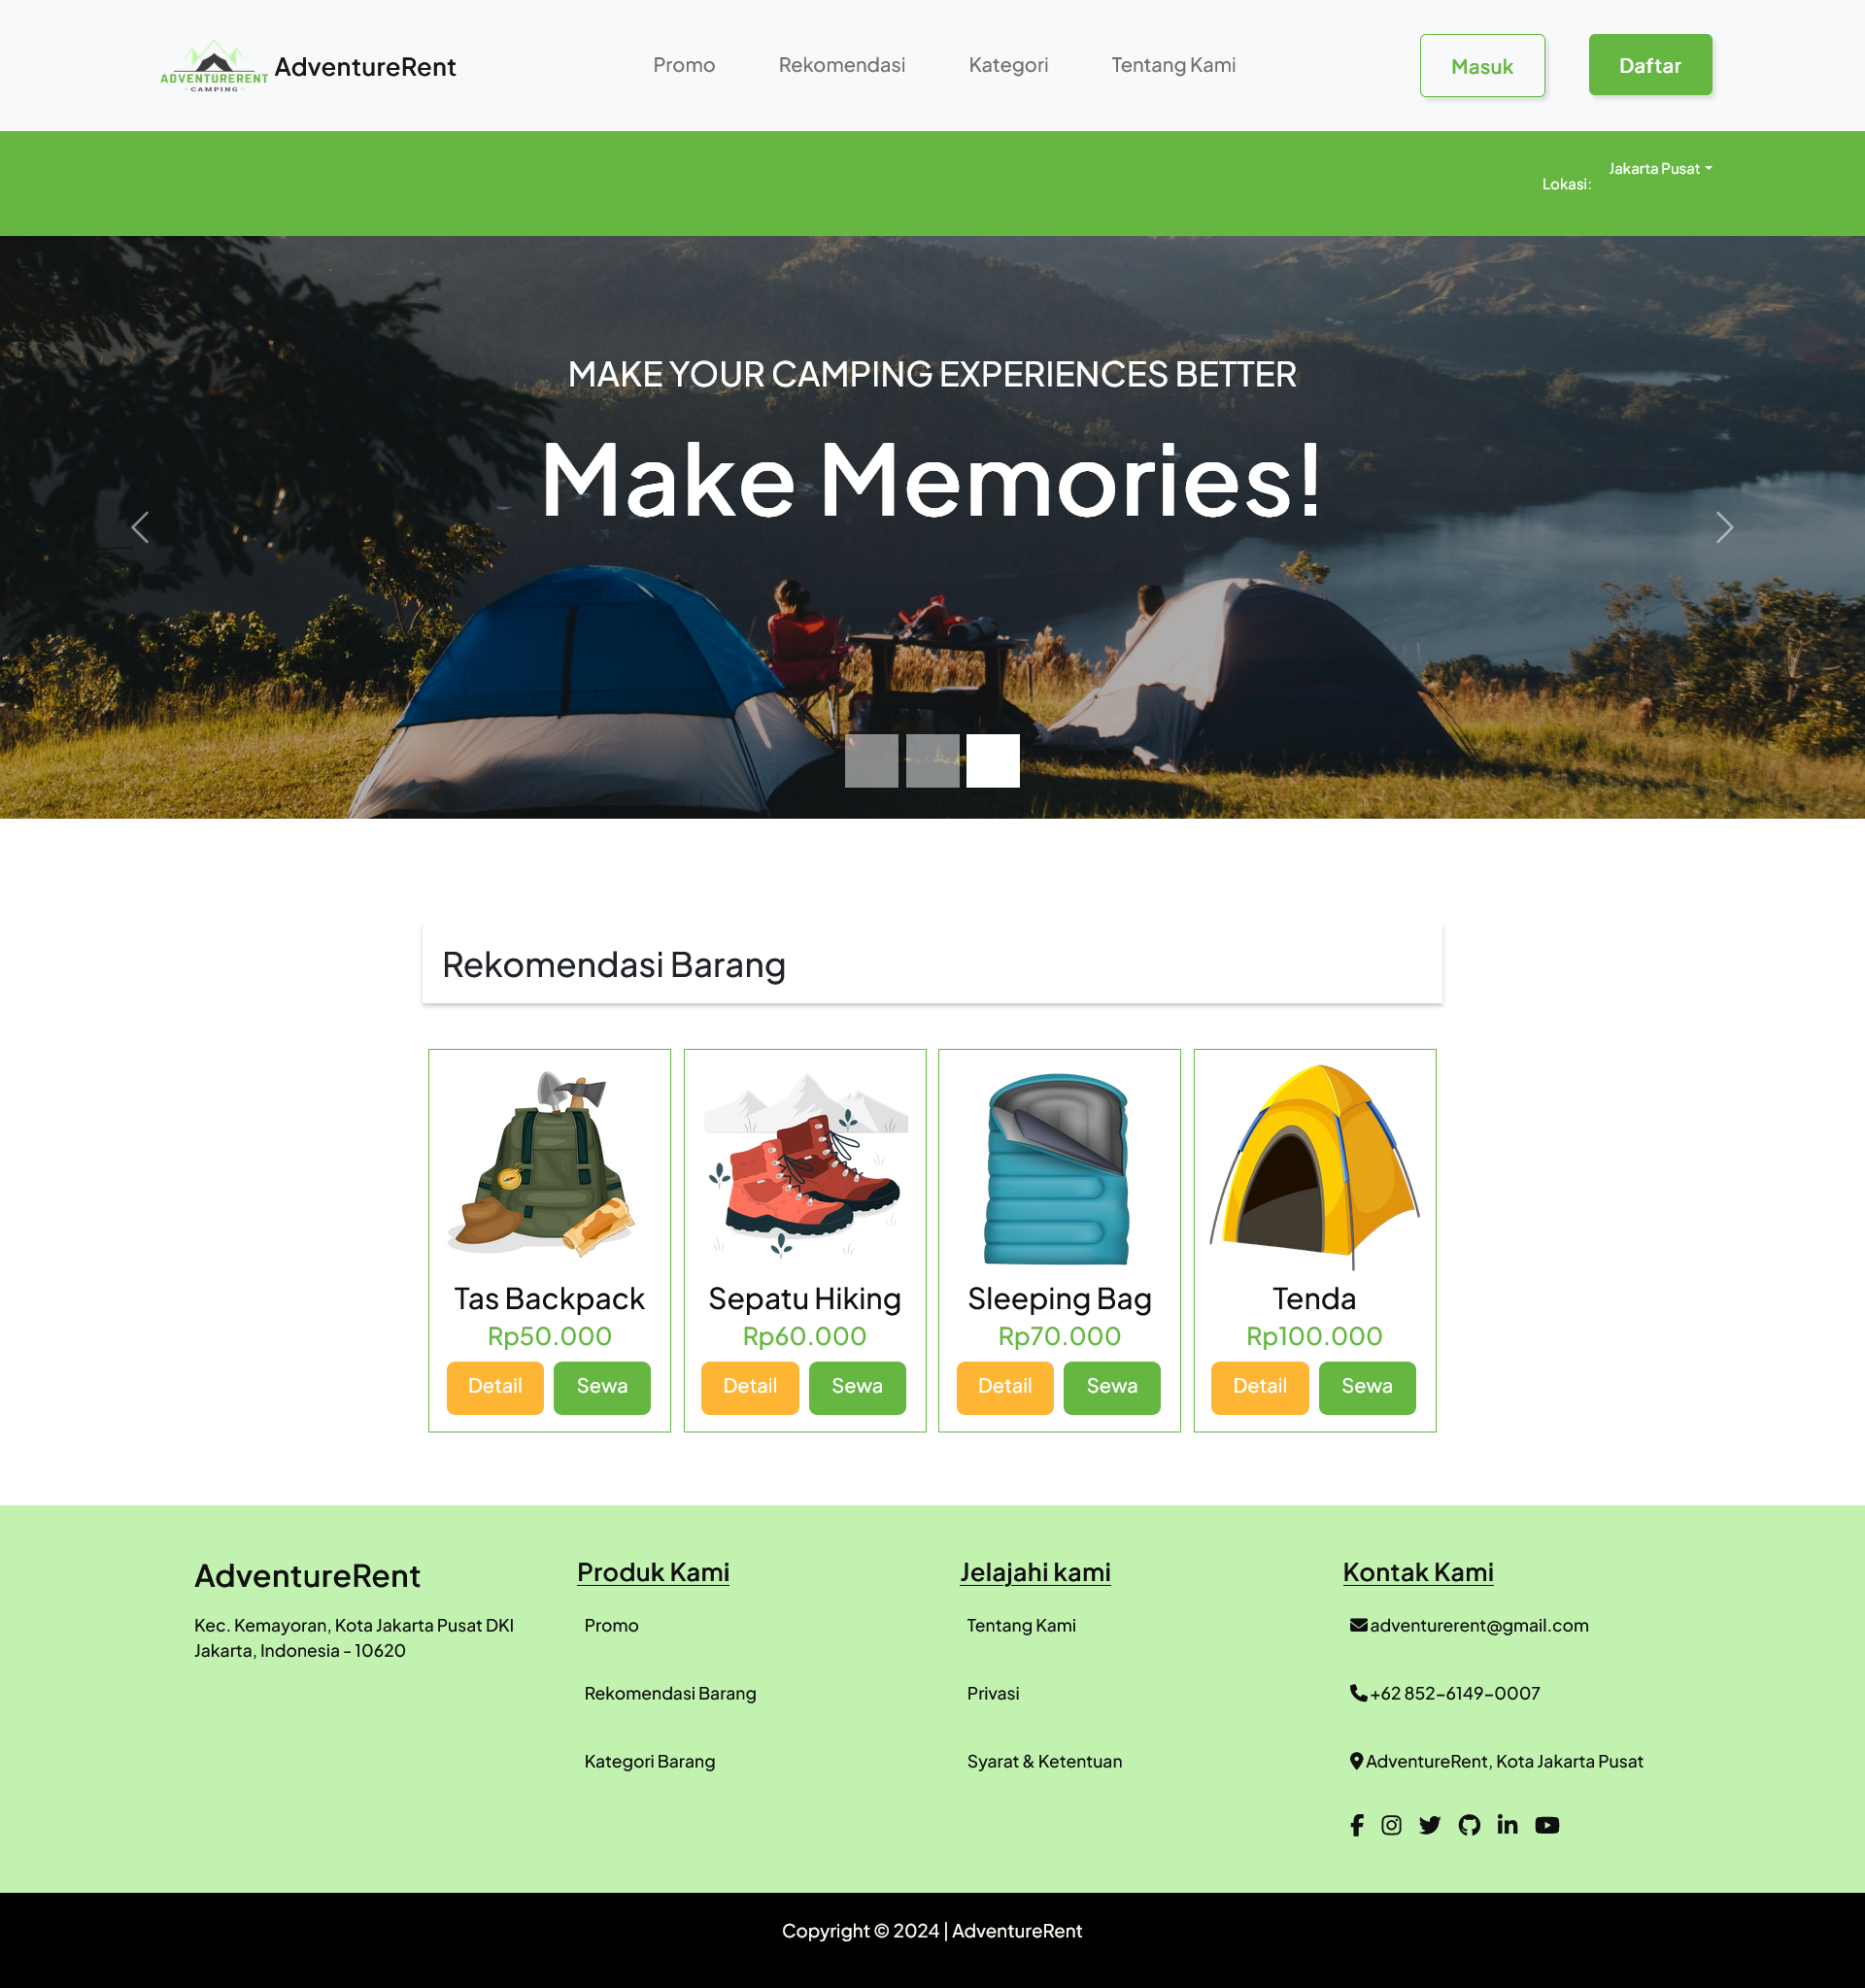 ADVENTURERENT
CAMPING
AdventureRent
Promo
Rekomendasi
Kategori
Tentang Kami
Masuk
Daftar
Lokasi:
Jakarta Pusat
MAKE YOUR CAMPING EXPERIENCES BETTER
Make Memories!
Rekomendasi Barang
Tas Backpack
Rp50.000
Detail
Sewa
Sepatu Hiking
Rp60.000
Detail
Sewa
Sleeping Bag
Rp70.000
Detail
Sewa
Tenda
Rp100.000
Detail
Sewa
AdventureRent
Kec. Kemayoran, Kota Jakarta Pusat DKI
Jakarta, Indonesia - 10620
Produk Kami
Promo
Rekomendasi Barang
Kategori Barang
Jelajahi kami
Tentang Kami
Privasi
Syarat & Ketentuan
Kontak Kami
adventurerent@gmail.com
+62 852-6149-0007
AdventureRent, Kota Jakarta Pusat
Copyright © 2024 | AdventureRent